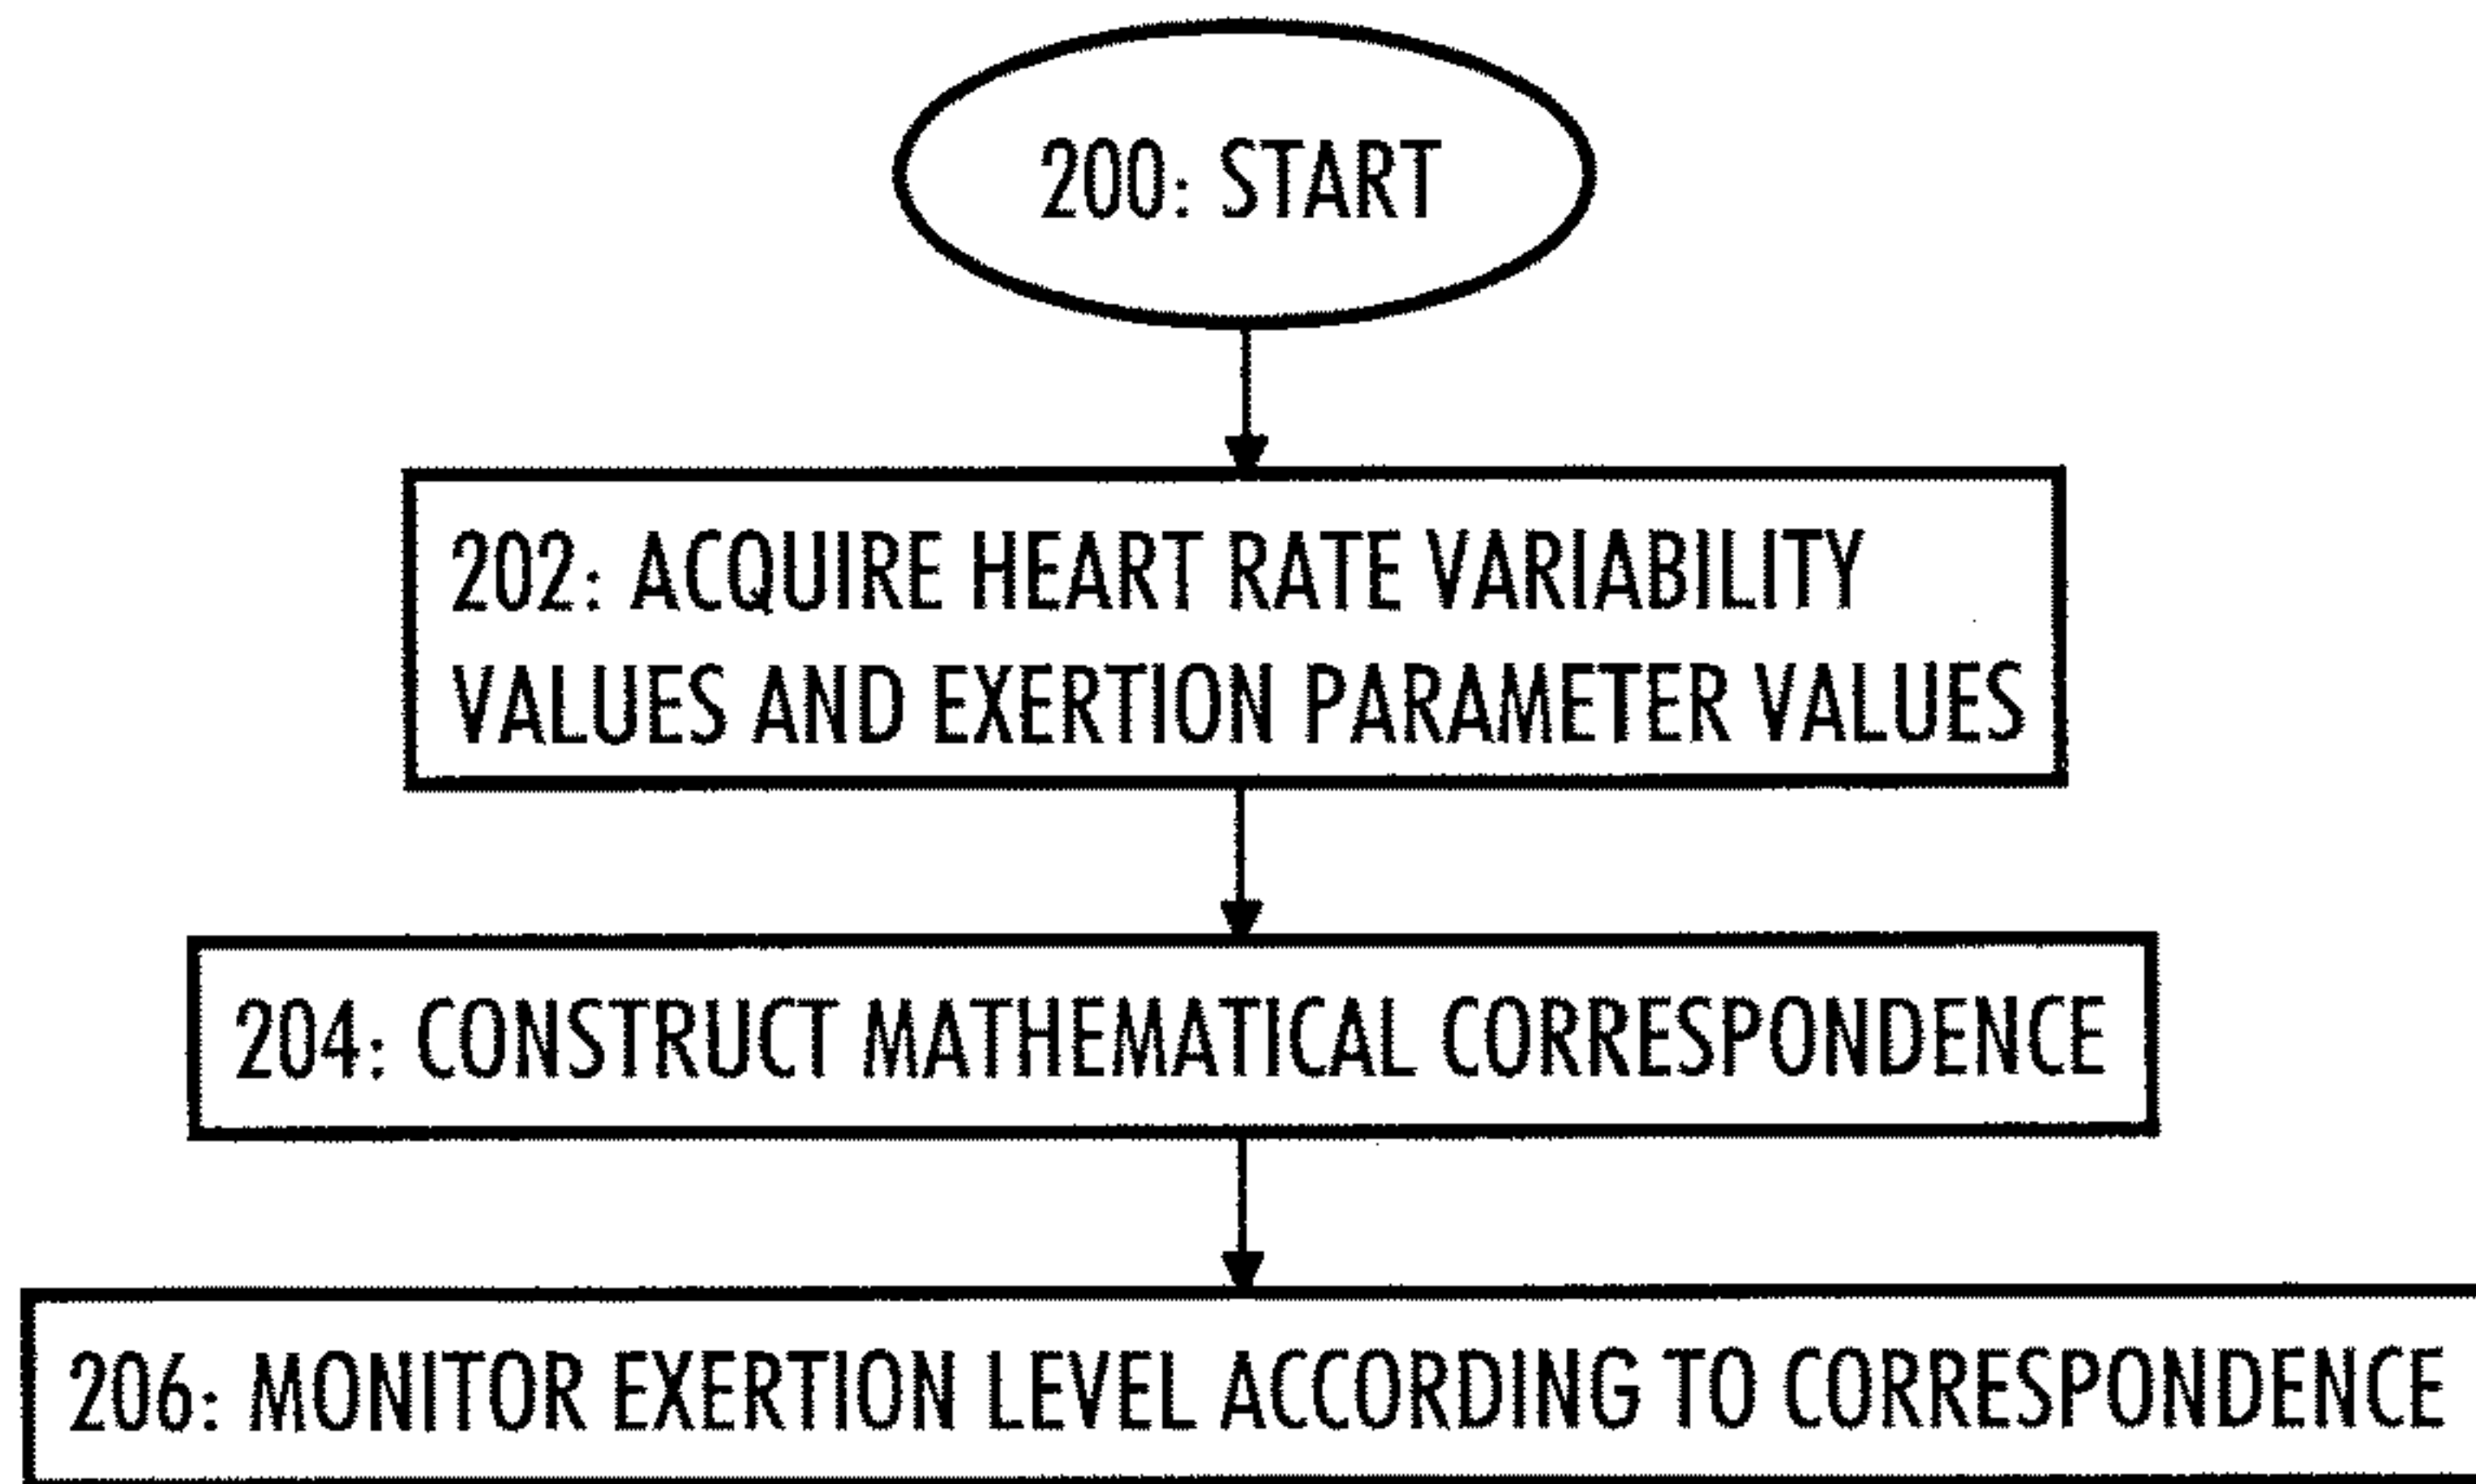 200: START
202: ACQUIRE HEART RATE VARIABILITY
VALUES AND EXERTION PARAMETER VALUES
204: CONSTRUCT MATHEMATICAL CORRESPONDENCE
206: MONITOR EXERTION LEVEL ACCORDING TO CORRESPONDENCE